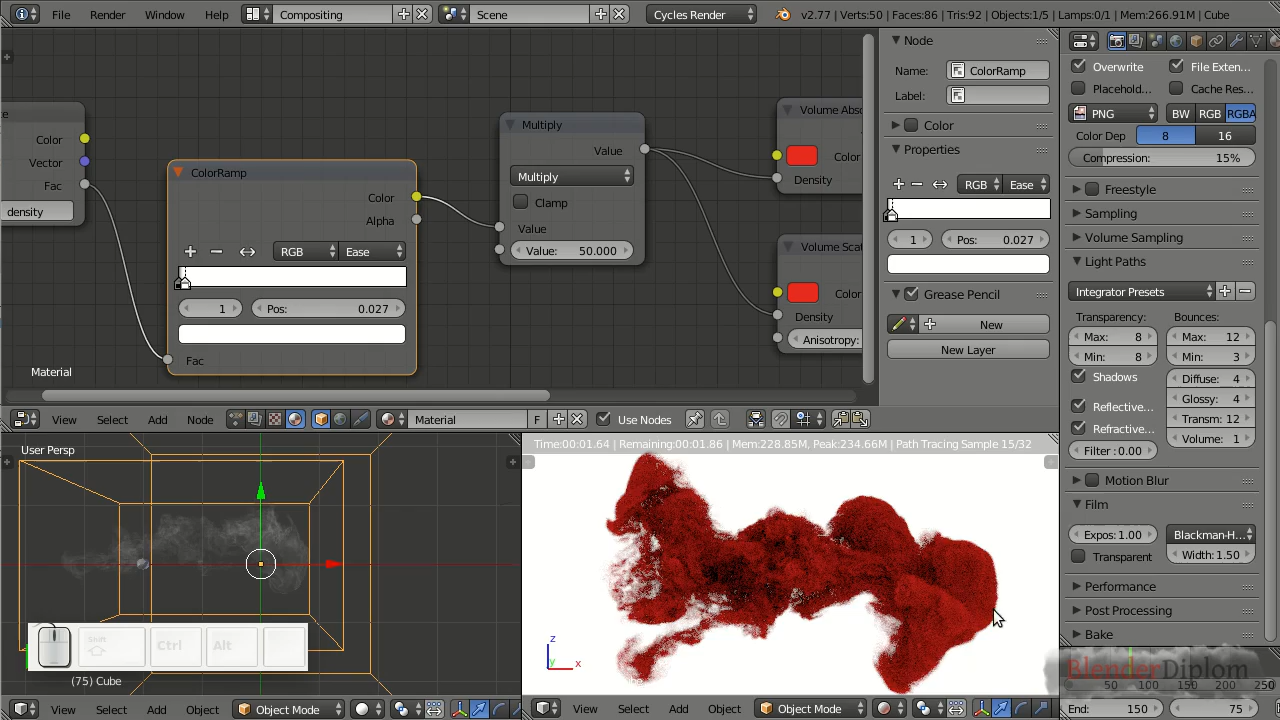 File Render Window Help Compositing Scene Cycles Render v2.77 | Verts:50 | Faces:86 | Tris:92 | Objects:1/5 | Lamps:0/1 | Mem:266.91M | Cube
Color
Vector
Fac
density
ColorRamp
Color
Alpha
RGB Ease
1 Pos: 0.027
Fac
Material
Multiply
Value
Multiply
Clamp
Value
Value: 50.000
Color
Density
Color
Density
Anisotropy:
Node
Name: ColorRamp
Label:
Color
Properties
RGB Ease
1 Pos: 0.027
Grease Pencil
New
New Layer
View Select Add Node Material F Use Nodes
Overwrite File Exten...
Placehold... Cache Res...
PNG BW RGB RGBA
Color Dep 8 16
Compression: 15%
Freestyle
Sampling
Volume Sampling
Light Paths
Integrator Presets
Transparency: Bounces:
Max: 8 Max: 12
Min: 8 Min: 3
Shadows Diffuse: 4
Reflective... Glossy: 4
Refractive... Transm: 12
Filter: 0.00 Volume: 1
Motion Blur
Film
Expos: 1.00 Blackman-H...
Transparent Width: 1.50
Performance
Post Processing
Bake
User Persp
Shift
Ctrl
Alt
(75) Cube
View Select Add Object Object Mode
Time:00:01.64 | Remaining:00:01.86 | Mem:228.85M, Peak:234.66M | Path Tracing Sample 15/32
z
y
x
View Select Add Object Object Mode
BlenderDiplom
50 100 150 200 250
End: 150 75